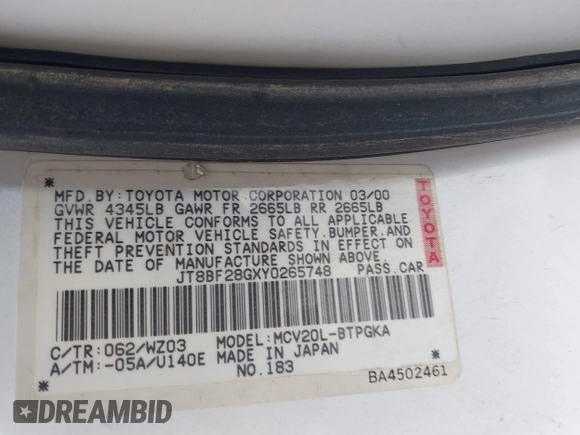 MFD. BY: TOYOTA MOTOR CORPORATION 03/00
GVWR 4345LB GAWR FR 2665LB RR 2665LB
THIS VEHICLE CONFORMS TO ALL APPLICABLE
FEDERAL MOTOR VEHICLE SAFETY, BUMPER, AND
THEFT PREVENTION STANDARDS IN EFFECT ON
THE DATE OF MANUFACTURE SHOWN ABOVE.
JT8BF28GXY0265748 PASS. CAR
TOYOTA
C/TR: 062/WZ03 MODEL: MCV20L-BTPGKA
A/TM: -05A/U140E MADE IN JAPAN
NO. 183
BA4502461
DREAMBID